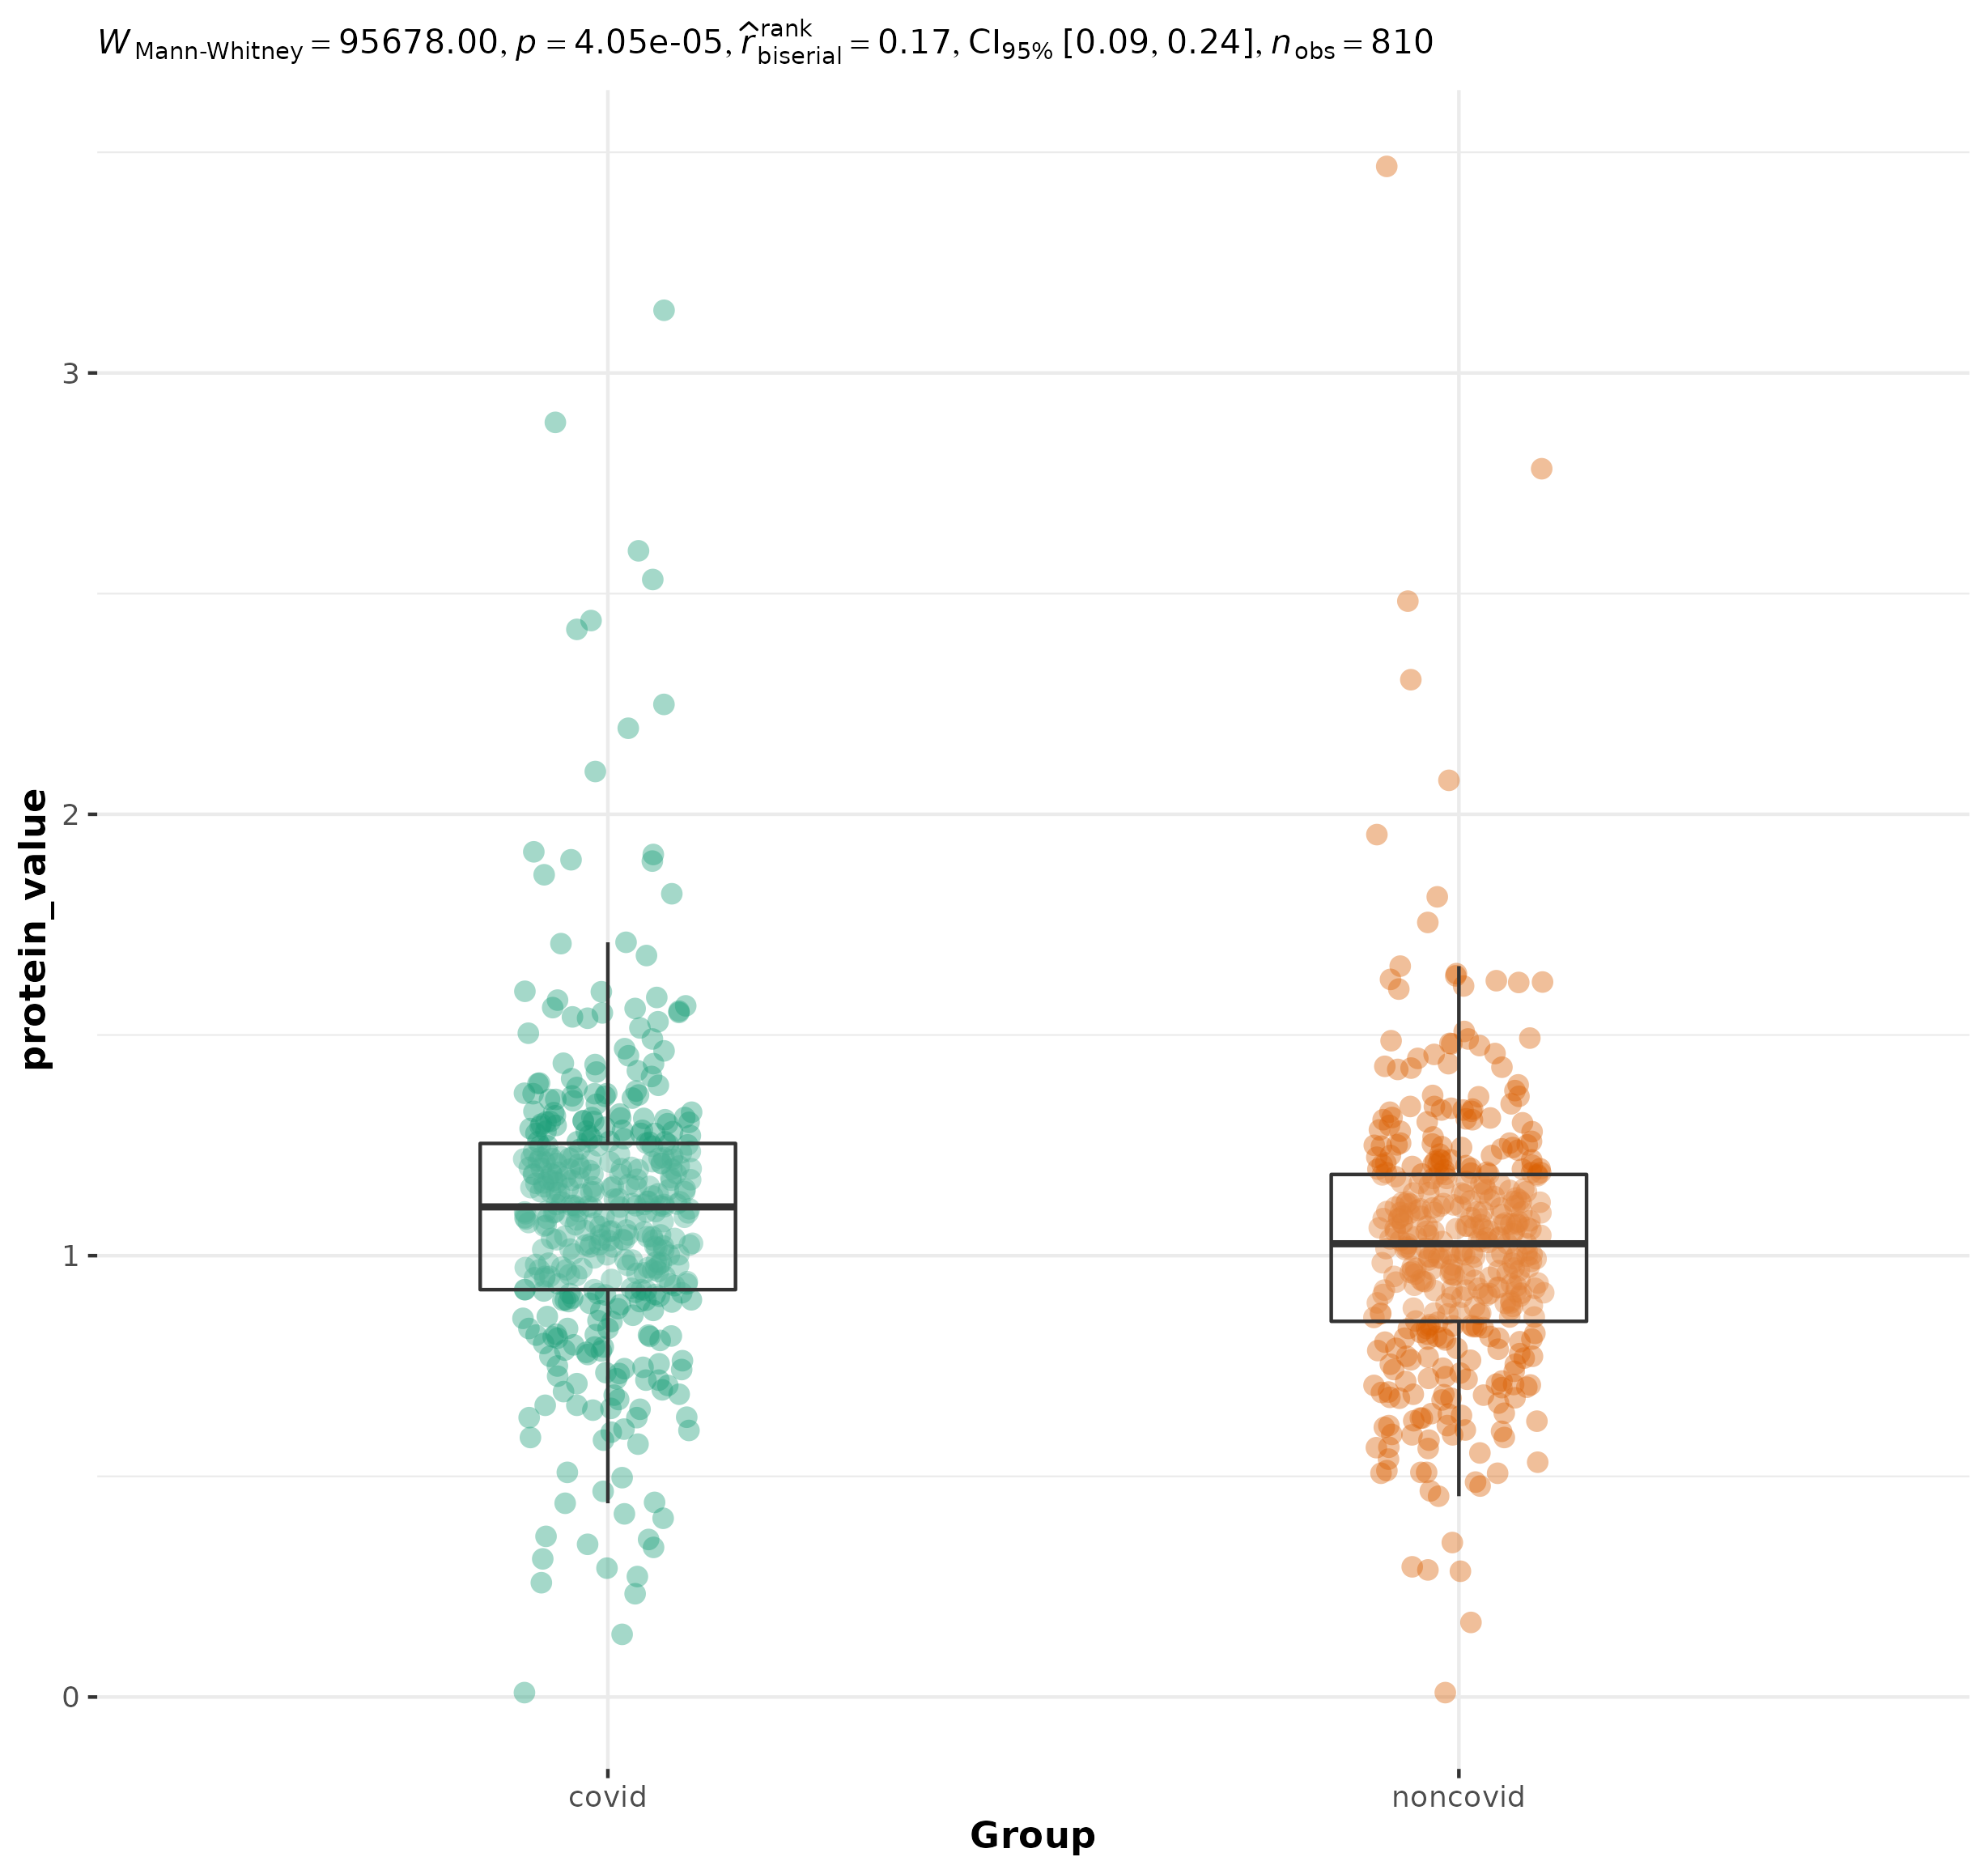 W Mann-Whitney = 95678.00, p = 4.05e-05, r̂ rank biserial = 0.17, CI95% [0.09, 0.24], n obs = 810
protein_value
3
2
1
0
covid noncovid
Group